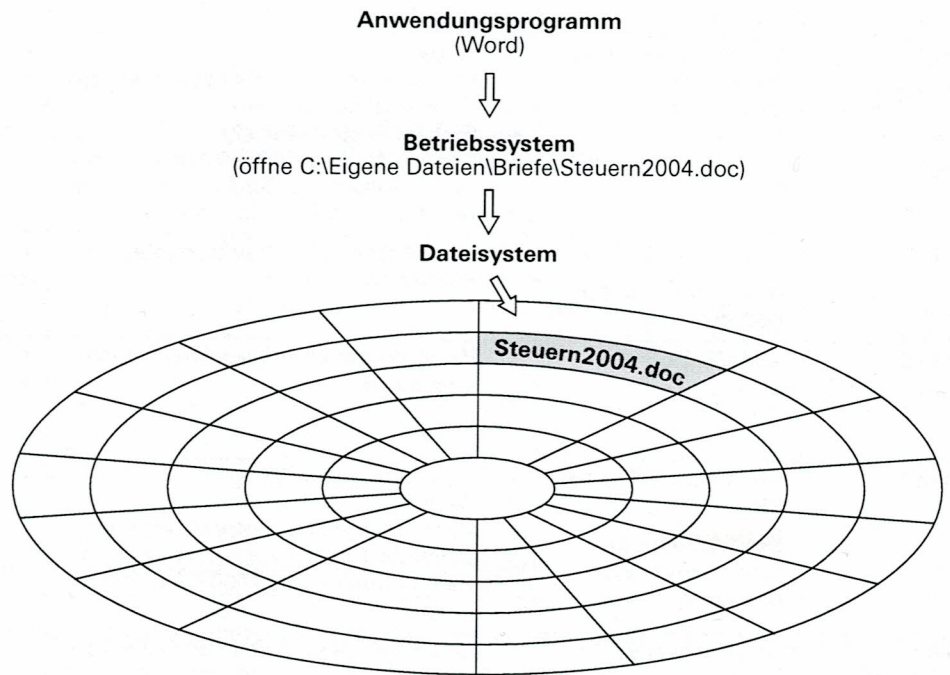 Anwendungsprogramm
(Word)
Betriebssystem
(öffne C:\Eigene Dateien\Briefe\Steuern2004.doc)
Dateisystem
Steuern2004.doc